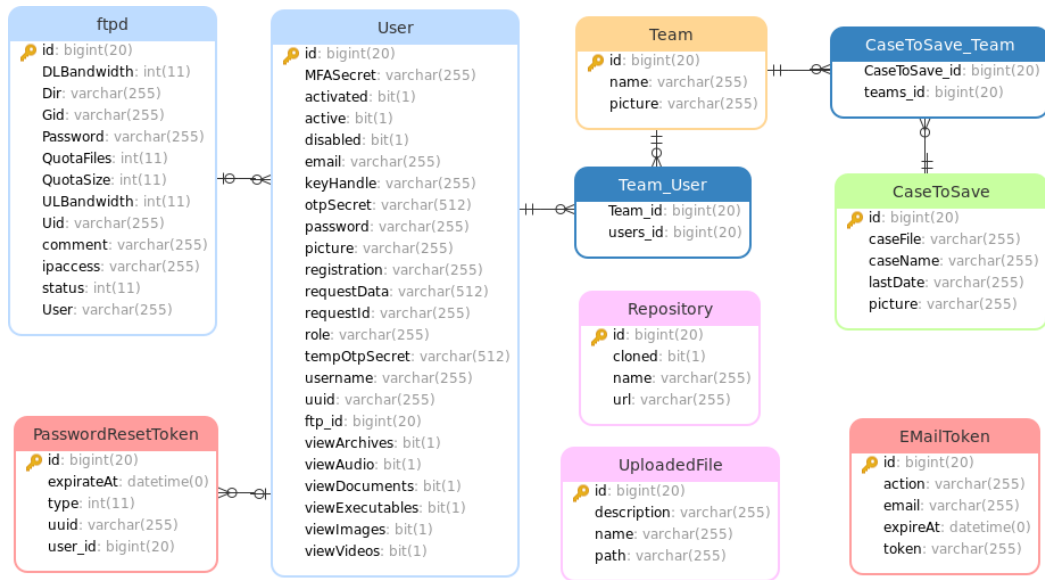 ftpd
id: bigint(20)
DLBandwidth: int(11)
Dir: varchar(255)
Gid: varchar(255)
Password: varchar(255)
QuotaFiles: int(11)
QuotaSize: int(11)
ULBandwidth: int(11)
Uid: varchar(255)
comment: varchar(255)
ipaccess: varchar(255)
status: int(11)
User: varchar(255)
User
id: bigint(20)
MFASecret: varchar(255)
activated: bit(1)
active: bit(1)
disabled: bit(1)
email: varchar(255)
keyHandle: varchar(255)
otpSecret: varchar(512)
password: varchar(255)
picture: varchar(255)
registration: varchar(255)
requestData: varchar(512)
requestId: varchar(255)
role: varchar(255)
tempOtpSecret: varchar(512)
username: varchar(255)
uuid: varchar(255)
ftp_id: bigint(20)
viewArchives: bit(1)
viewAudio: bit(1)
viewDocuments: bit(1)
viewExecutables: bit(1)
viewImages: bit(1)
viewVideos: bit(1)
Team
id: bigint(20)
name: varchar(255)
picture: varchar(255)
CaseToSave_Team
CaseToSave_id: bigint(20)
teams_id: bigint(20)
Team_User
Team_id: bigint(20)
users_id: bigint(20)
CaseToSave
id: bigint(20)
caseFile: varchar(255)
caseName: varchar(255)
lastDate: varchar(255)
picture: varchar(255)
Repository
id: bigint(20)
cloned: bit(1)
name: varchar(255)
url: varchar(255)
PasswordResetToken
id: bigint(20)
expirateAt: datetime(0)
type: int(11)
uuid: varchar(255)
user_id: bigint(20)
UploadedFile
id: bigint(20)
description: varchar(255)
name: varchar(255)
path: varchar(255)
EMailToken
id: bigint(20)
action: varchar(255)
email: varchar(255)
expireAt: datetime(0)
token: varchar(255)